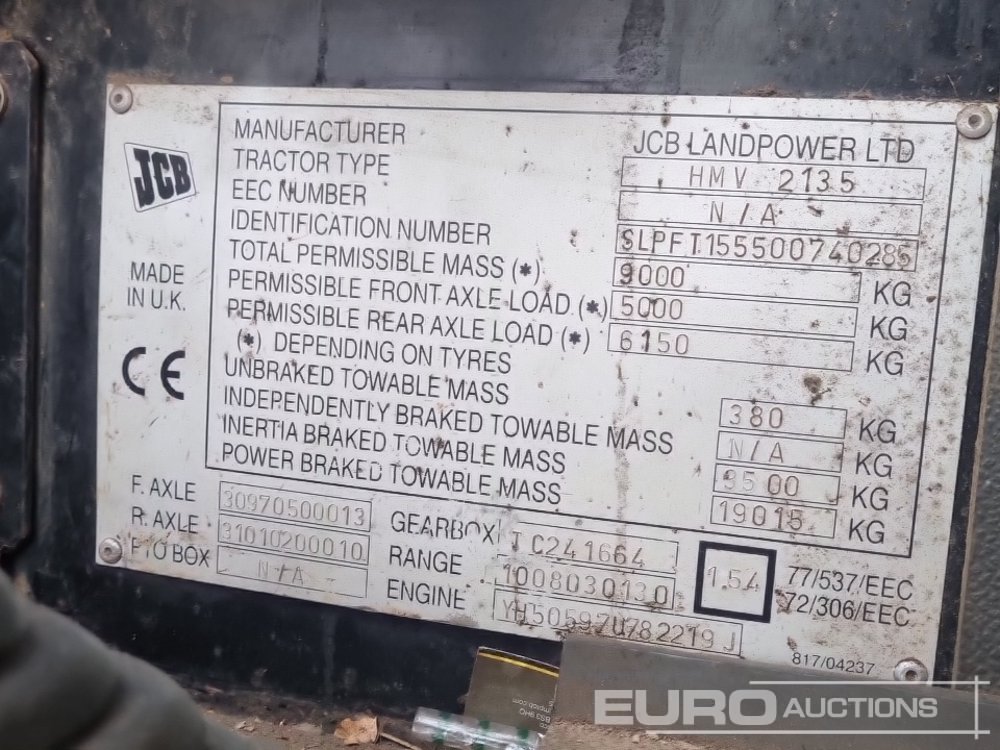 JCB
MADE
IN U.K.
CE
MANUFACTURER JCB LANDPOWER LTD
TRACTOR TYPE HMV 2135
EEC NUMBER N/A
IDENTIFICATION NUMBER SLPFT155500740285
TOTAL PERMISSIBLE MASS (*) 9000 KG
PERMISSIBLE FRONT AXLE LOAD (*) 5000 KG
PERMISSIBLE REAR AXLE LOAD (*) 6150 KG
(*) DEPENDING ON TYRES
UNBRAKED TOWABLE MASS 380 KG
INDEPENDENTLY BRAKED TOWABLE MASS N/A KG
INERTIA BRAKED TOWABLE MASS 3500 KG
POWER BRAKED TOWABLE MASS 19015 KG
F. AXLE 30970500013 GEARBOX TC241664
R. AXLE 31010200010 RANGE 1008030130
PTO BOX N/A ENGINE YH50597U782219J
1.54
77/537/EEC
72/306/EEC
817/04237
EURO AUCTIONS